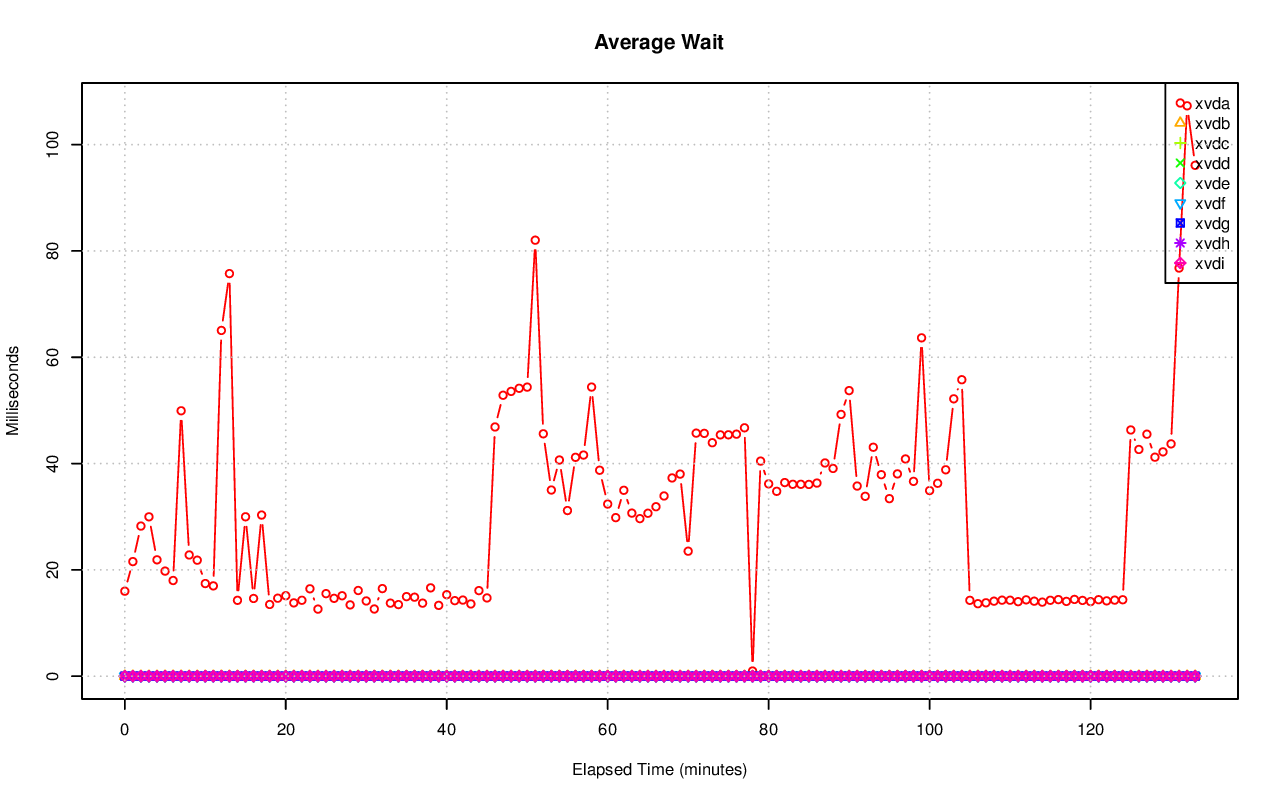 Average Wait
Milliseconds
100
80
60
40
20
0
xvda
xvdb
xvdc
xvdd
xvde
xvdf
xvdg
xvdh
xvdi
0 20 40 60 80 100 120
Elapsed Time (minutes)